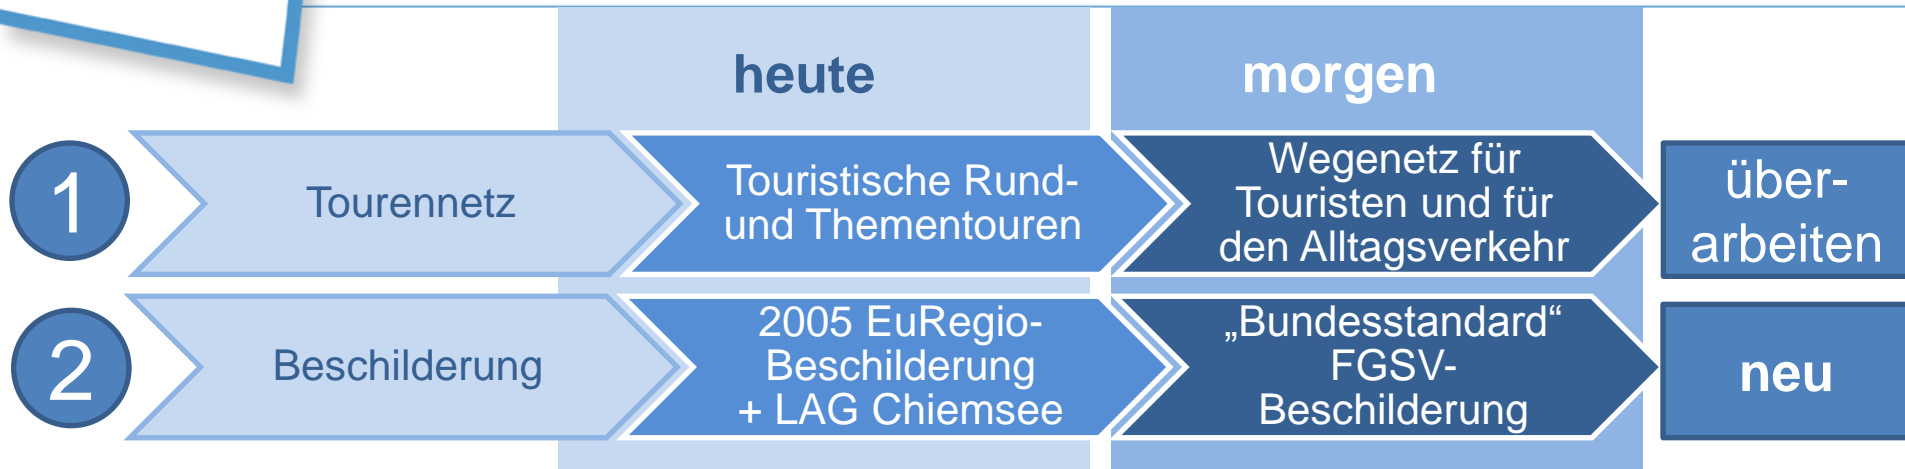 heute
morgen
1
Tourennetz
Touristische Rund-
und Thementouren
Wegenetz für
Touristen und für
den Alltagsverkehr
über-
arbeiten
2
Beschilderung
2005 EuRegio-
Beschilderung
+ LAG Chiemsee
„Bundesstandard“
FGSV-
Beschilderung
neu